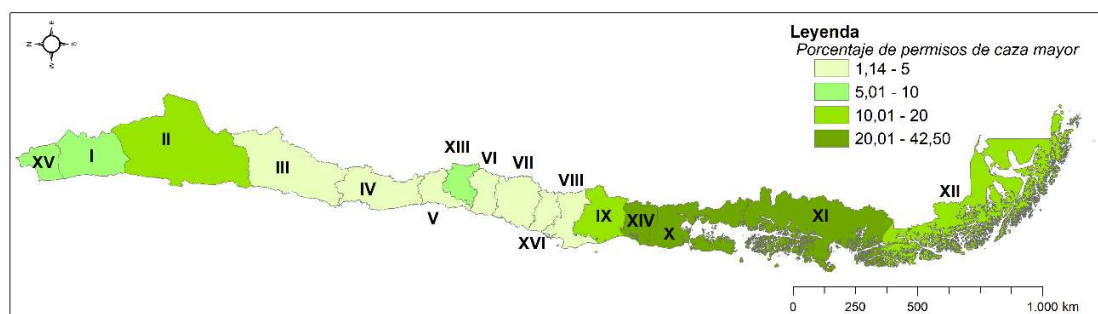 Leyenda
Porcentaje de permisos de caza mayor
1,14 - 5
5,01 - 10
10,01 - 20
20,01 - 42,50
N
E
S
W
XV
I
II
III
IV
V
XIII
VI
VII
XVI
VIII
IX
XIV
X
XI
XII
0 250 500 1.000 km